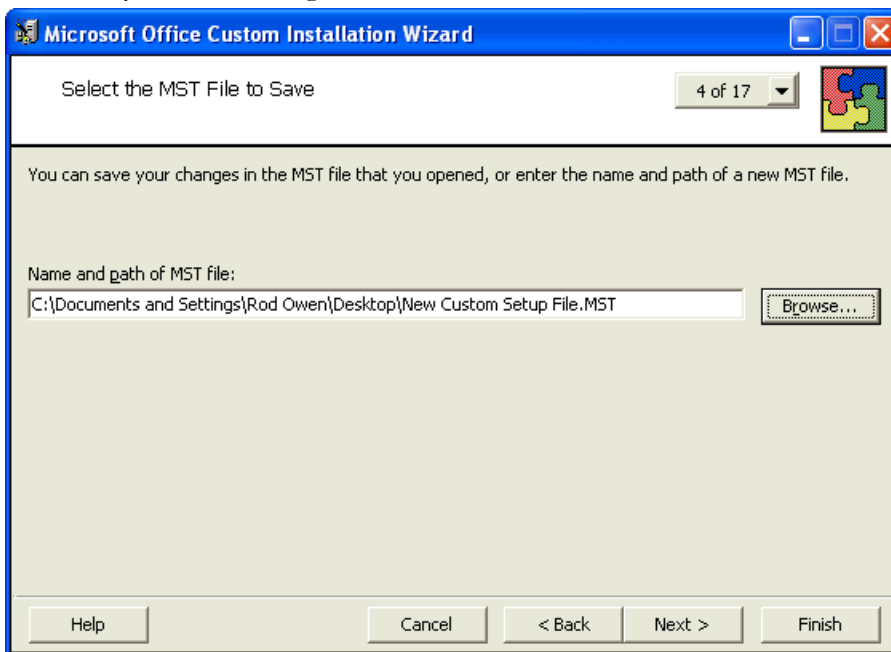 Microsoft Office Custom Installation Wizard
Select the MST File to Save
4 of 17
You can save your changes in the MST file that you opened, or enter the name and path of a new MST file.
Name and path of MST file:
C:\Documents and Settings\Rod Owen\Desktop\New Custom Setup File.MST
Browse...
Help
Cancel
< Back
Next >
Finish